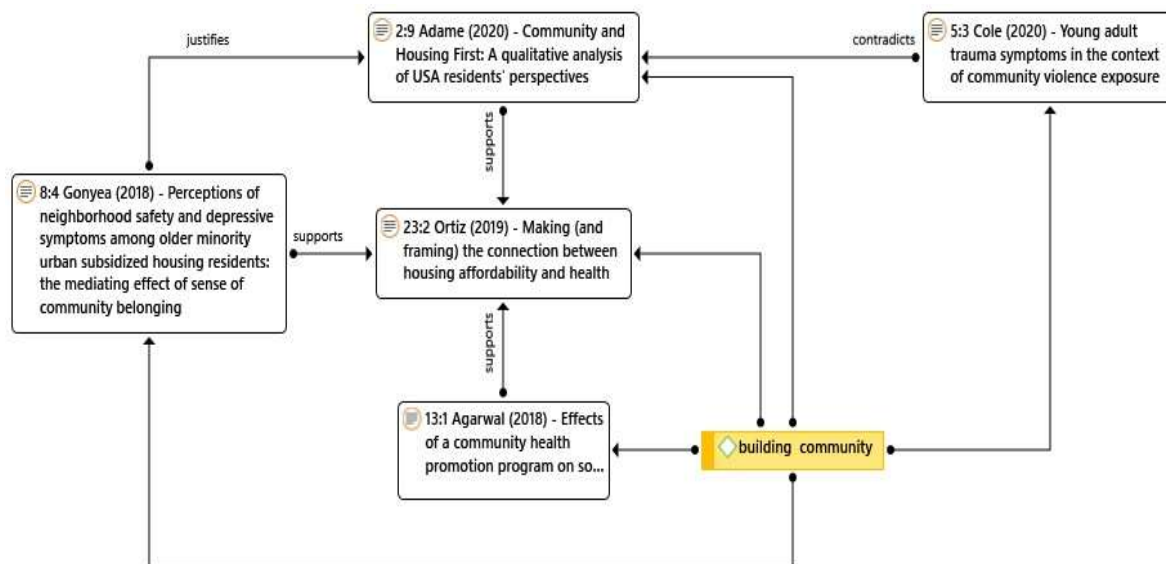 justifies
2:9 Adame (2020) - Community and
Housing First: A qualitative analysis
of USA residents` perspectives
contradicts
5:3 Cole (2020) - Young adult
trauma symptoms in the context
of community violence exposure
supports
8:4 Gonyea (2018) - Perceptions of
neighborhood safety and depressive
symptoms among older minority
urban subsidized housing residents:
the mediating effect of sense of
community belonging
supports
23:2 Ortiz (2019) - Making (and
framing) the connection between
housing affordability and health
supports
13:1 Agarwal (2018) - Effects
of a community health
promotion program on so...
building community